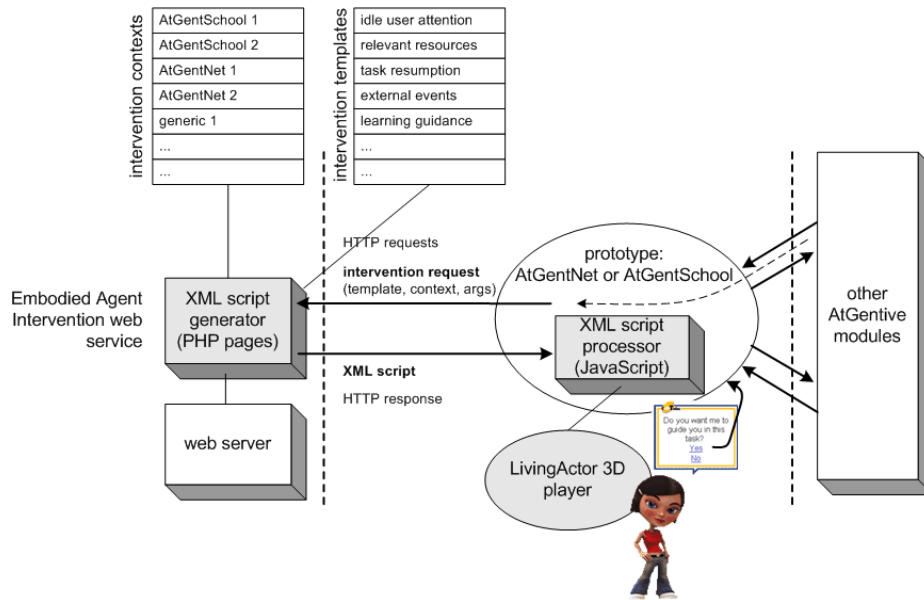 intervention contexts
AtGentSchool 1
AtGentSchool 2
AtGentNet 1
AtGentNet 2
generic 1
...
...
intervention templates
idle user attention
relevant resources
task resumption
external events
learning guidance
...
...
HTTP requests
intervention request
(template, context, args)
prototype:
AtGentNet or AtGentSchool
Embodied Agent
Intervention web
service
XML script
generator
(PHP pages)
XML script
processor
(JavaScript)
other
AtGentive
modules
XML script
HTTP response
web server
Do you want me to
guide you in this
task?
Yes
No
LivingActor 3D
player